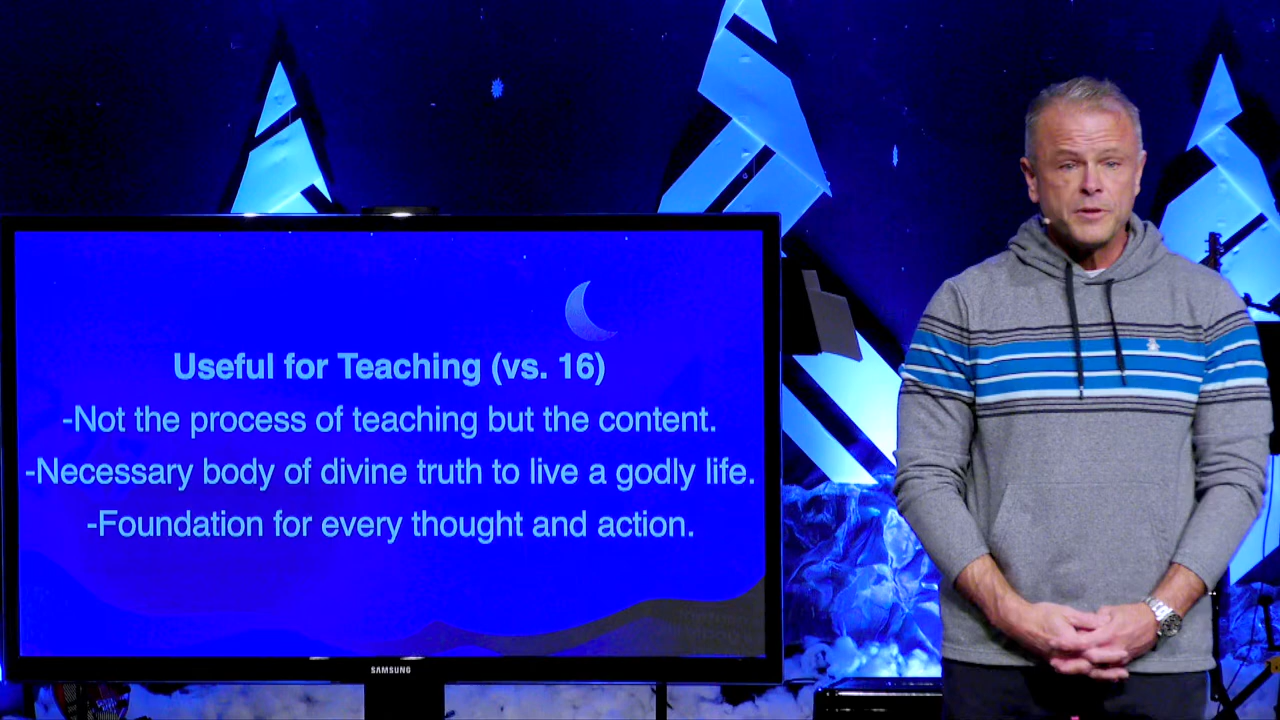 Useful for Teaching (vs. 16)
-Not the process of teaching but the content.
-Necessary body of divine truth to live a godly life.
-Foundation for every thought and action.
SAMSUNG